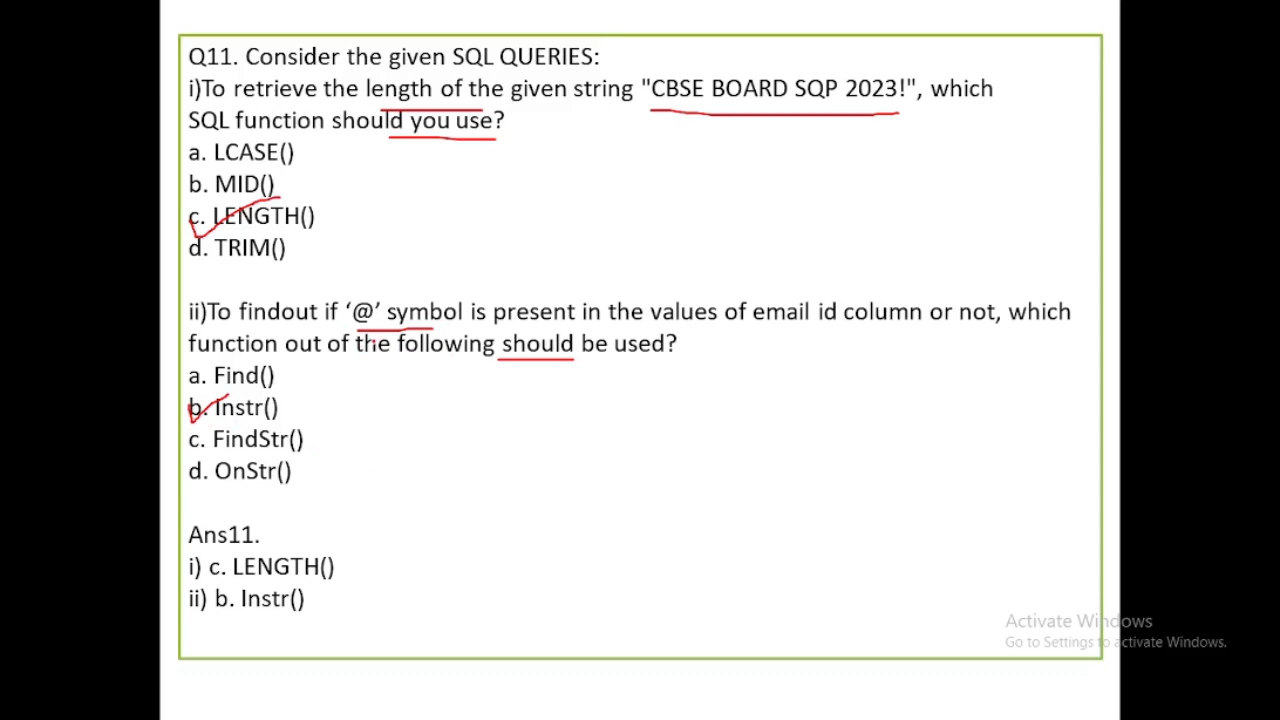 Q11. Consider the given SQL QUERIES:
i)To retrieve the length of the given string "CBSE BOARD SQP 2023!", which
SQL function should you use?
a. LCASE()
b. MID()
c. LENGTH()
d. TRIM()
ii)To findout if ‘@’ symbol is present in the values of email id column or not, which
function out of the following should be used?
a. Find()
b. Instr()
c. FindStr()
d. OnStr()
Ans11.
i) c. LENGTH()
ii) b. Instr()
Activate Windows
Go to Settings to activate Windows.